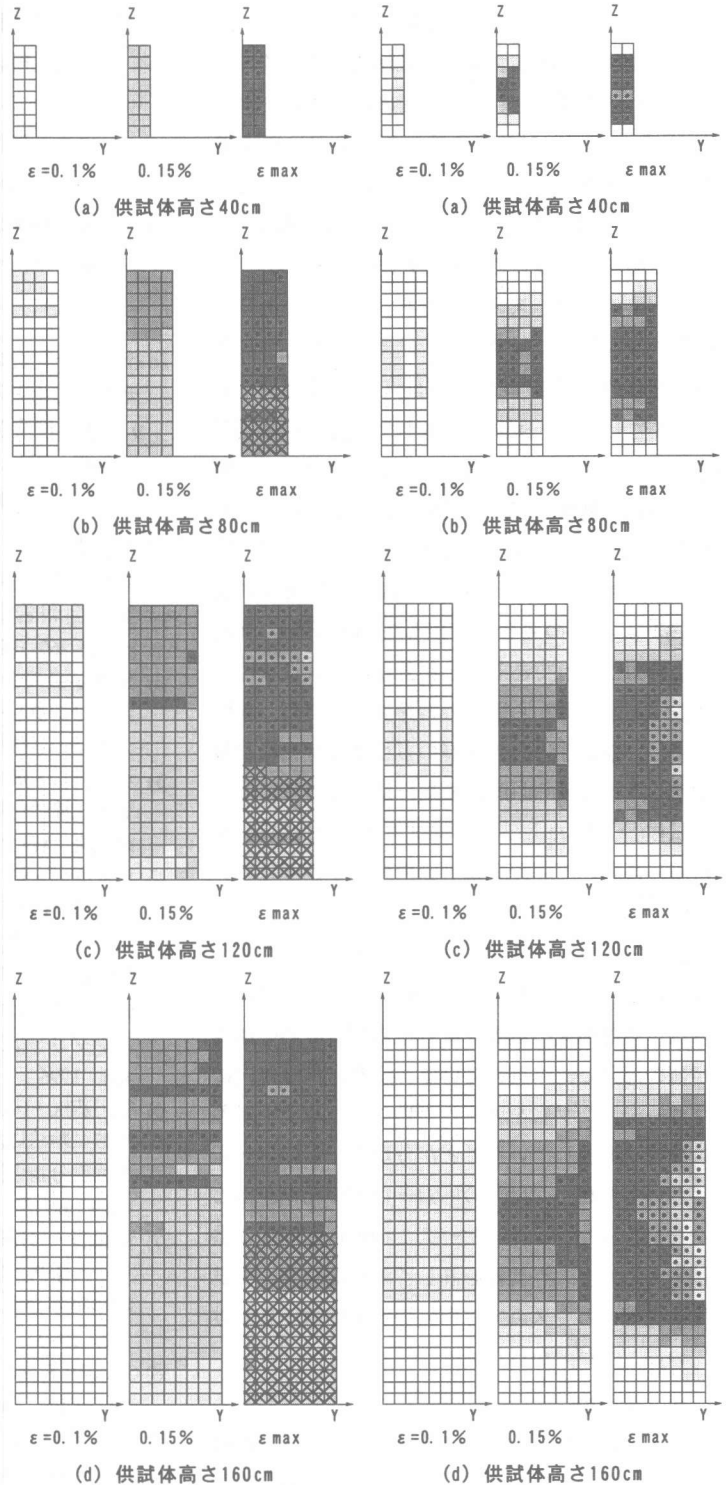 Z Z
Y Y
ε=0.1% 0.15% εmax ε=0.1% 0.15% εmax
(a) 供試体高さ40cm (a) 供試体高さ40cm
Z Z
Y Y
ε=0.1% 0.15% εmax ε=0.1% 0.15% εmax
(b) 供試体高さ80cm (b) 供試体高さ80cm
Z Z
Y Y
ε=0.1% 0.15% εmax ε=0.1% 0.15% εmax
(c) 供試体高さ120cm (c) 供試体高さ120cm
Z Z
Y Y
ε=0.1% 0.15% εmax ε=0.1% 0.15% εmax
(d) 供試体高さ160cm (d) 供試体高さ160cm